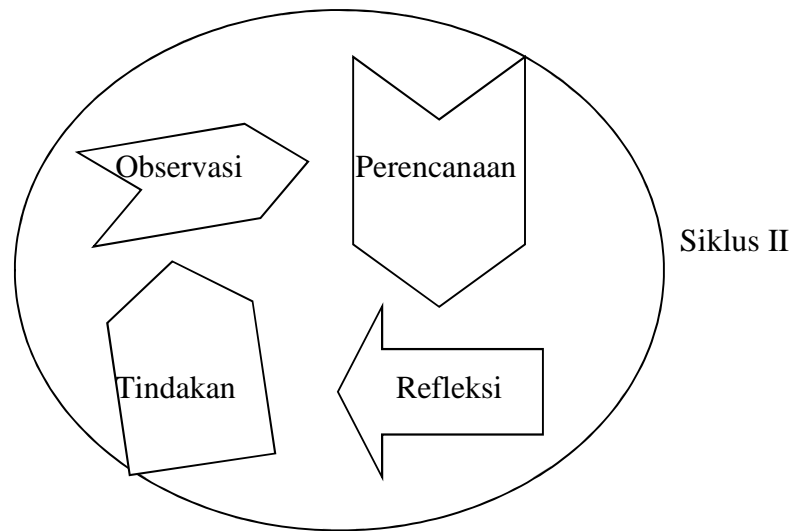 Observasi
Perencanaan
Siklus II
Tindakan
Refleksi